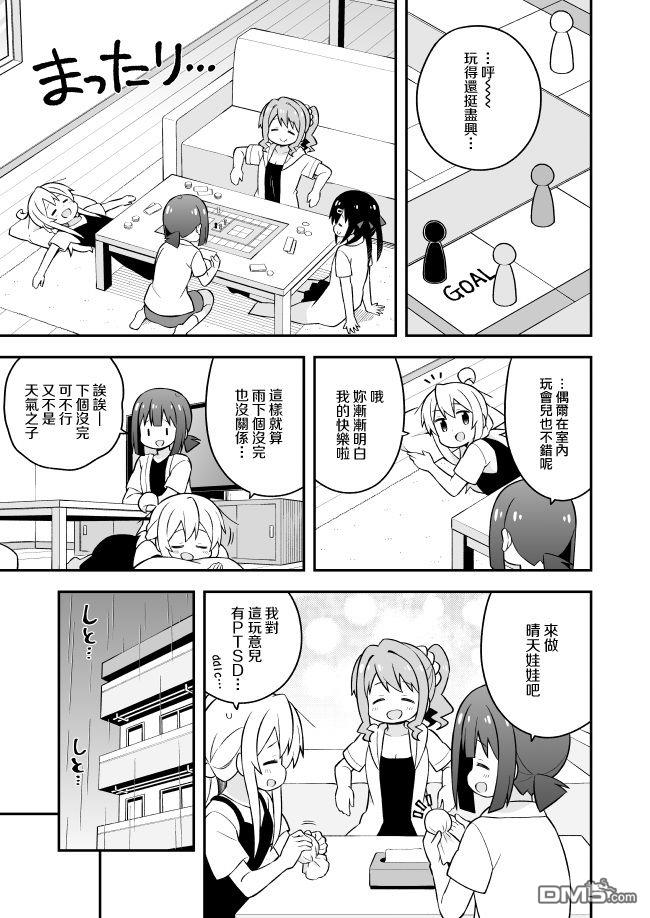 …呼~~
玩得還挺盡興…
GOAL
まったり…
…偶爾在室內
玩會兒也不錯呢
哦
妳漸漸明白
我的快樂啦
這樣就算
雨下個沒完
也沒關係…
誒誒—
下個沒完
可不行
又不是
天氣之子
來做
晴天娃娃吧
我對
這玩意兒
有PTSD…
ddlc…
しと…
しと…
DM5.com